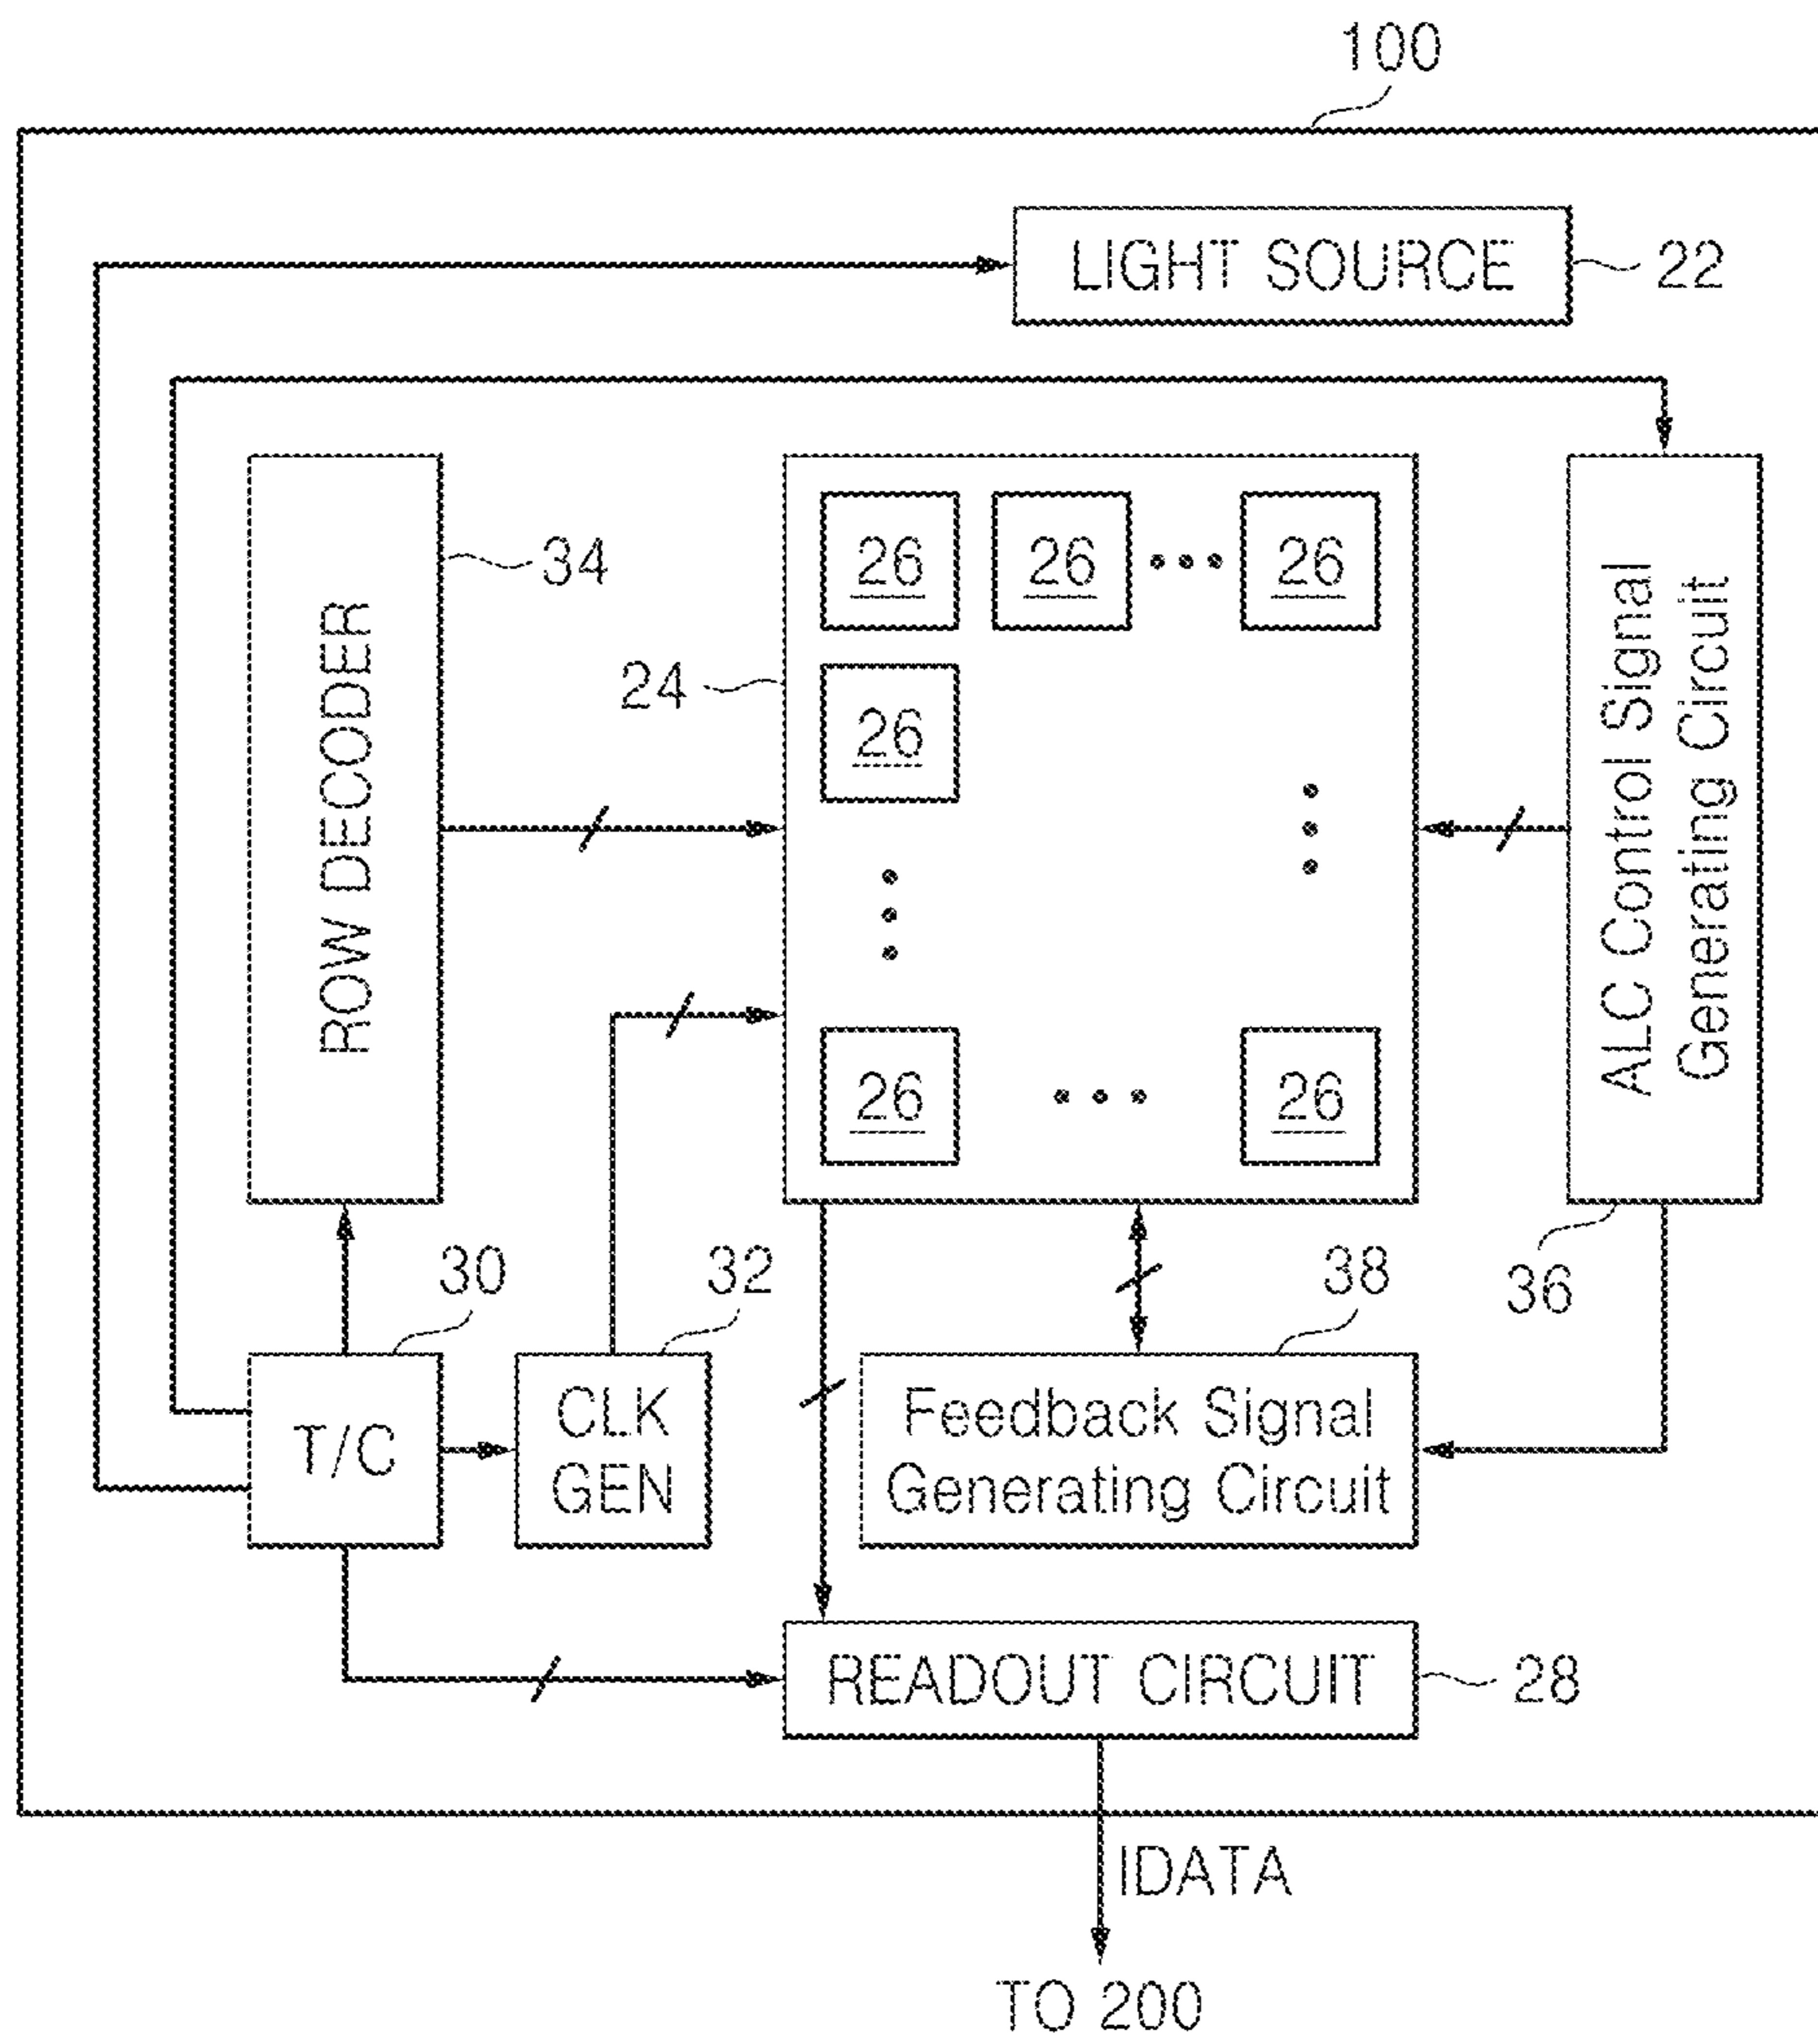 100
LIGHT SOURCE
22
ROW DECODER
34
24
26 26 26
26
26 26
ALC Control Signal
Generating Circuit
36
30
32
38
T/C
CLK
GEN
Feedback Signal
Generating Circuit
READOUT CIRCUIT
28
IDATA
TO 200